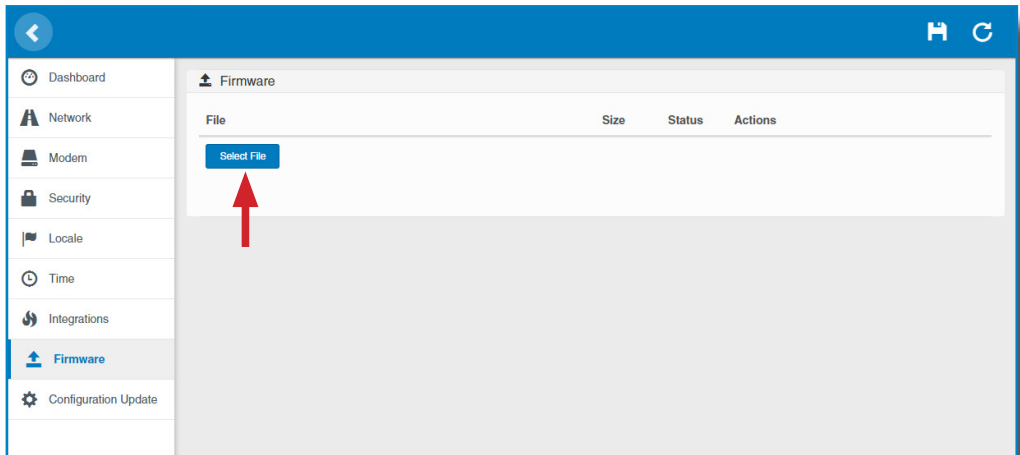 Dashboard
Network
Modem
Security
Locale
Time
Integrations
Firmware
Configuration Update
Firmware
File Size Status Actions
Select File